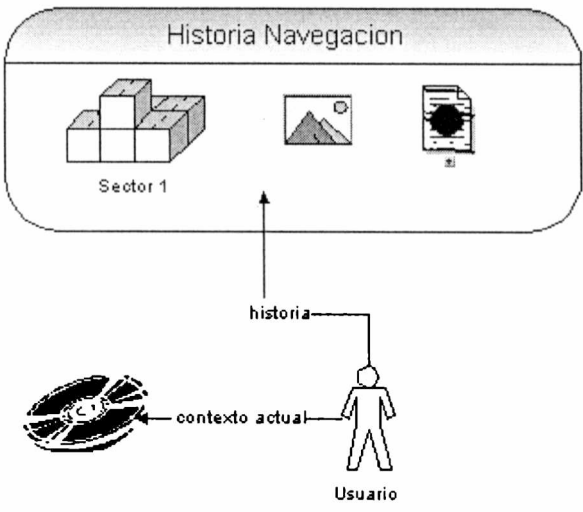 Historia Navegacion
Sector 1
historia
contexto actual
Usuario